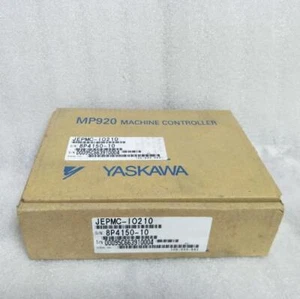 MP920 MACHINE CONTROLLER
JEPMC-IO210
8P4150-10
YASKAWA
JEPMC-IO210
8P4150-10